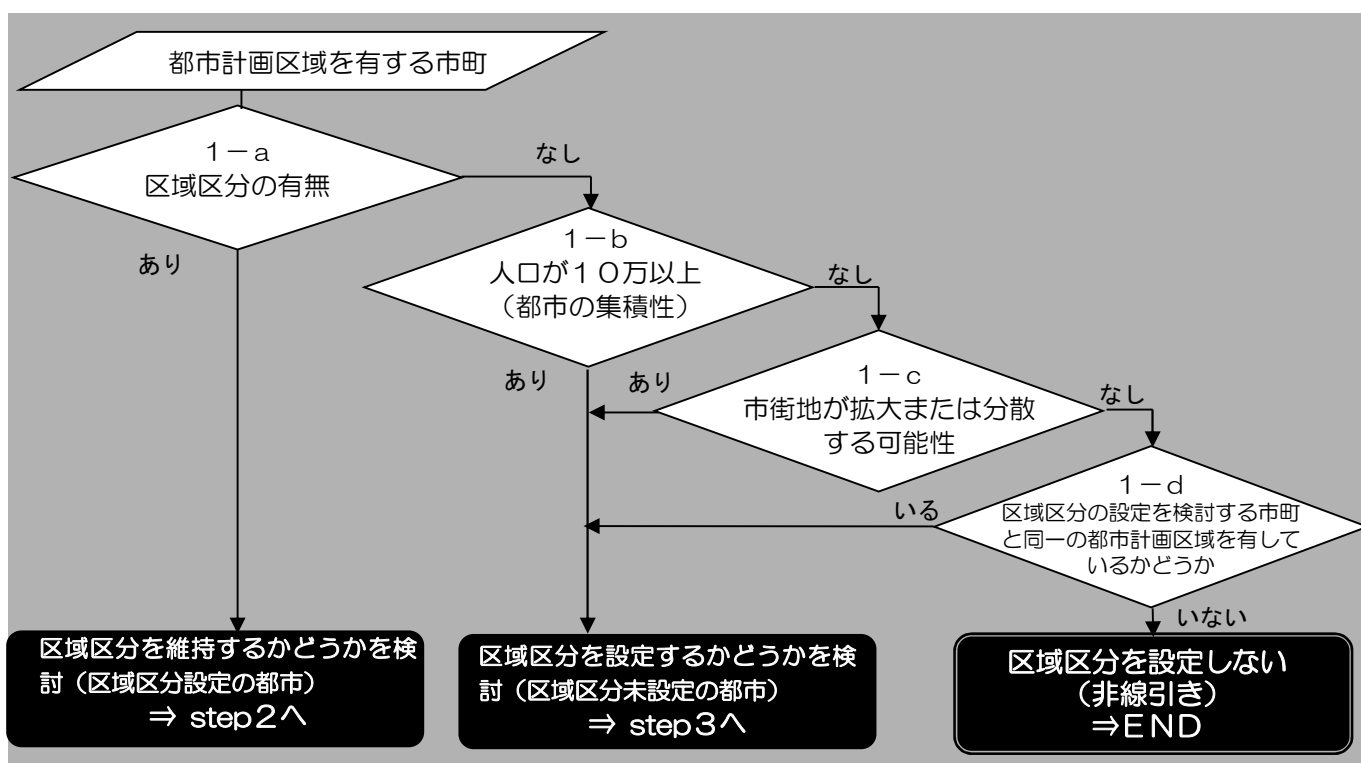 都市計画区域を有する市町
1－a
区域区分の有無
なし
あり
1－b
人口が１０万以上
（都市の集積性）
なし
あり
あり
1－c
市街地が拡大または分散
する可能性
なし
1－d
区域区分の設定を検討する市町
と同一の都市計画区域を有して
いるかどうか
いる
いない
区域区分を維持するかどうかを検
討（区域区分設定の都市）
⇒ step２へ
区域区分を設定するかどうかを検
討（区域区分未設定の都市）
⇒ step３へ
区域区分を設定しない
（非線引き）
⇒ＥＮＤ